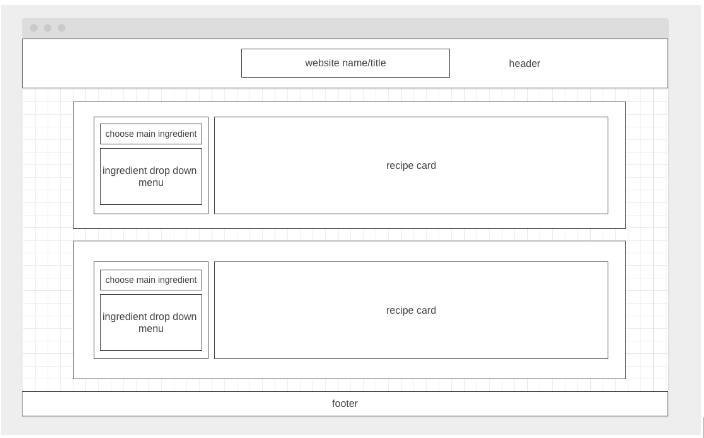 website name/title
header
choose main ingredient
ingredient drop down
menu
recipe card
choose main ingredient
ingredient drop down
menu
recipe card
footer